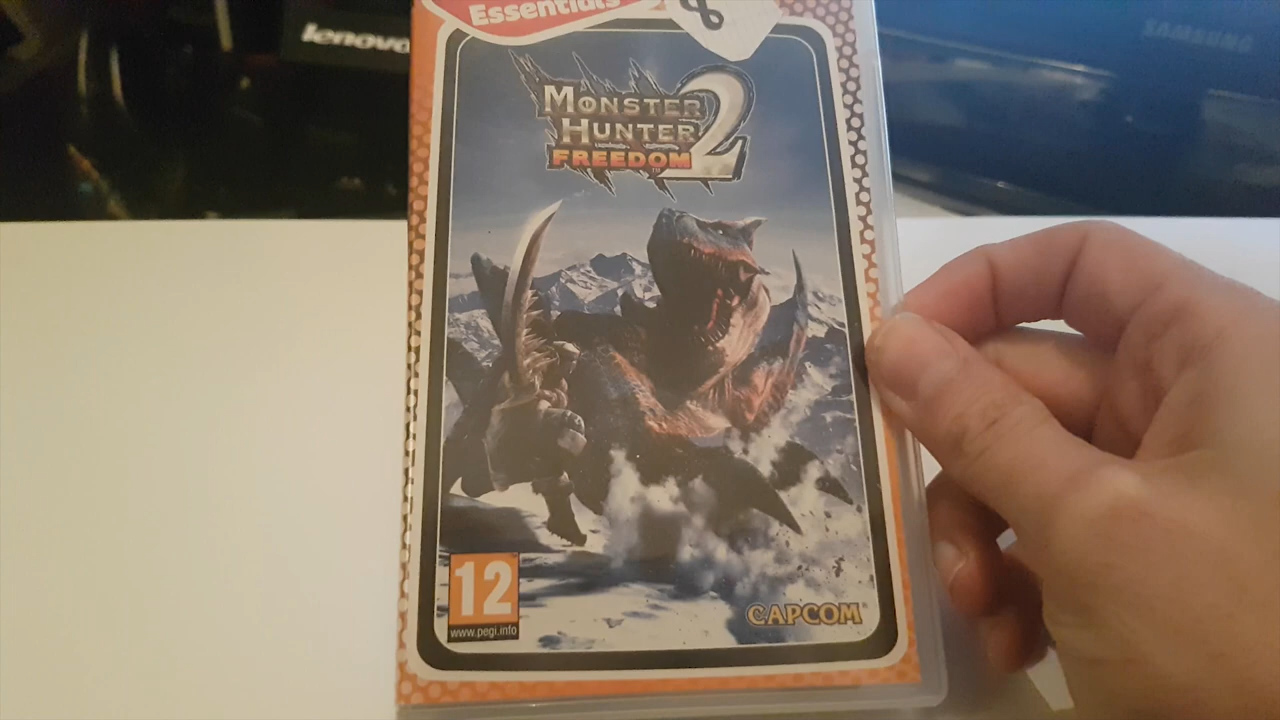 Essentials
lenovo
SAMSUNG
MONSTER
HUNTER
FREEDOM 2
12
www.pegi.info
CAPCOM